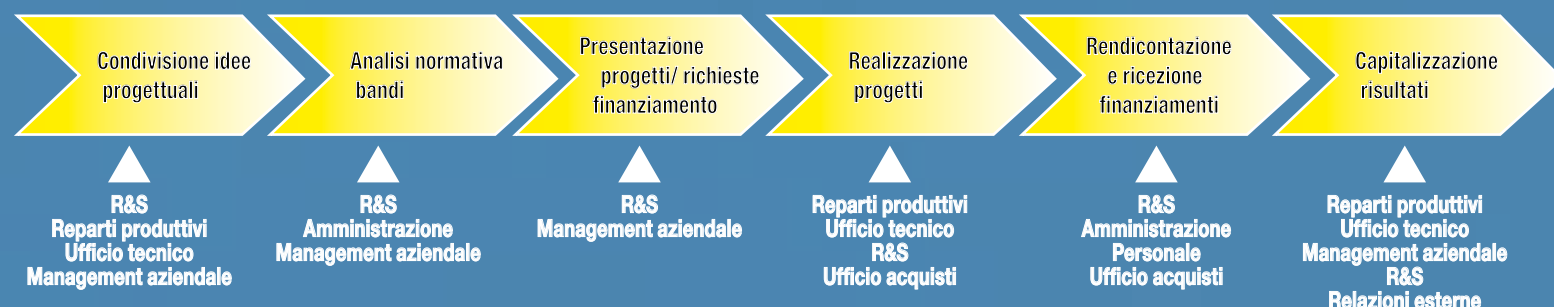 Condivisione idee
progettuali
Analisi normativa
bandi
Presentazione
progetti/ richieste
finanziamento
Realizzazione
progetti
Rendicontazione
e ricezione
finanziamenti
Capitalizzazione
risultati
R&S
Reparti produttivi
Ufficio tecnico
Management aziendale
R&S
Amministrazione
Management aziendale
R&S
Management aziendale
Reparti produttivi
Ufficio tecnico
R&S
Ufficio acquisti
R&S
Amministrazione
Personale
Ufficio acquisti
Reparti produttivi
Ufficio tecnico
Management aziendale
R&S
Relazioni esterne